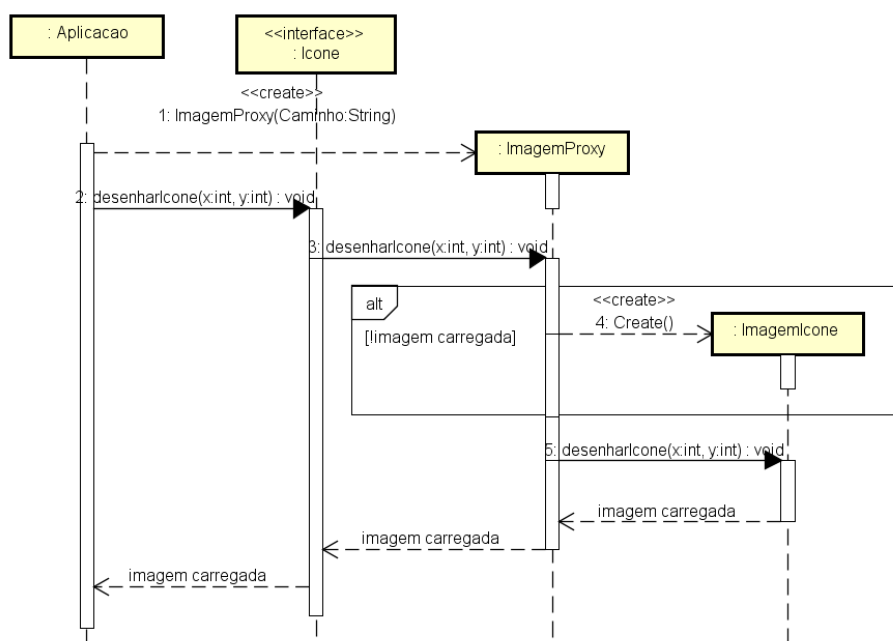 : Aplicacao
<<interface>>
: Icone
<<create>>
1: ImagemProxy(Caminho:String)
: ImagemProxy
2: desenharIcone(x:int, y:int) : void
3: desenharIcone(x:int, y:int) : void
alt
[!imagem carregada]
<<create>>
4: Create()
: ImagemIcone
5: desenharIcone(x:int, y:int) : void
imagem carregada
imagem carregada
imagem carregada